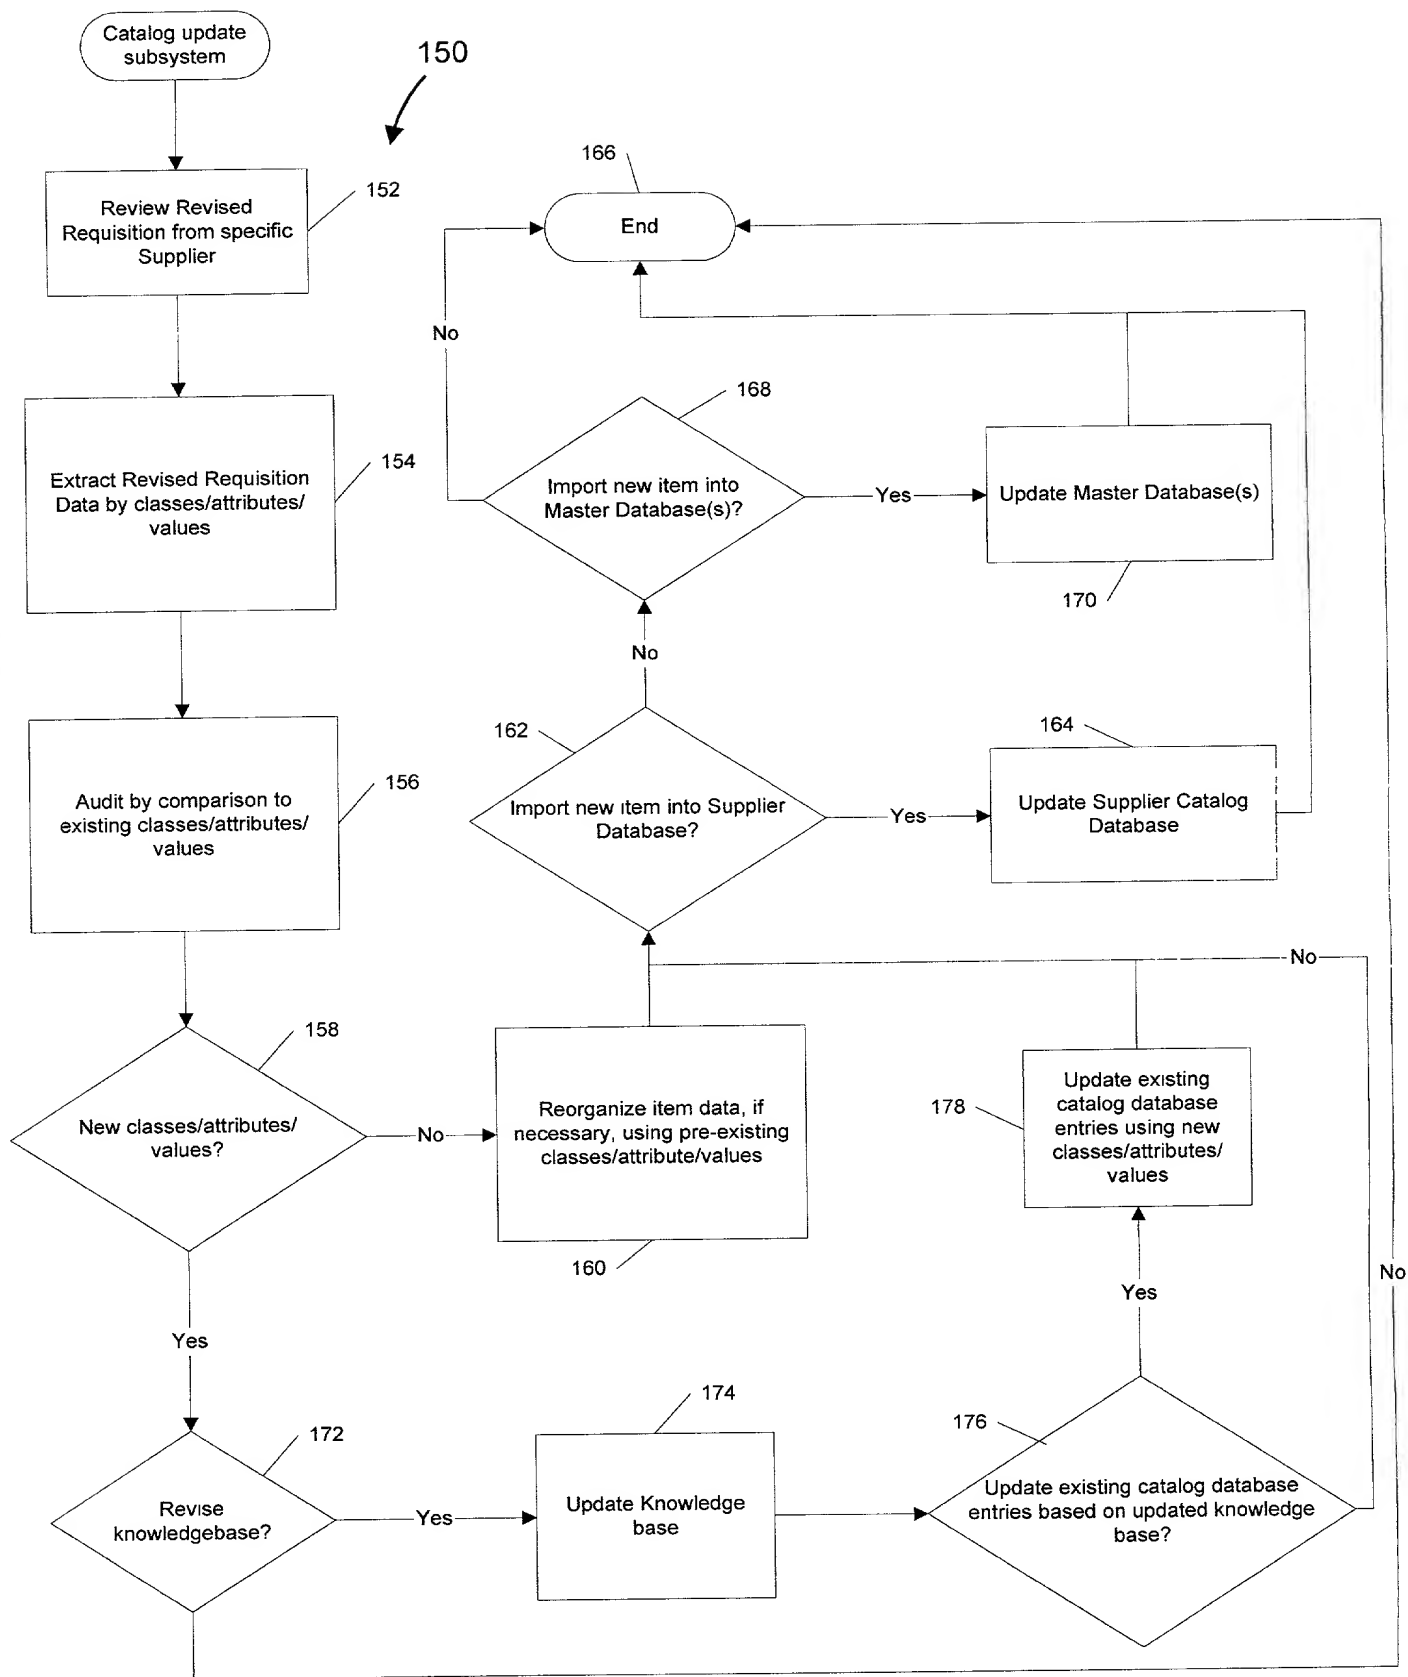 Catalog update
subsystem
150
152
Review Revised
Requisition from specific
Supplier
166
End
No
168
Import new item into
Master Database(s)?
Yes
Update Master Database(s)
170
154
Extract Revised Requisition
Data by classes/attributes/
values
No
162
Import new item into Supplier
Database?
Yes
164
Update Supplier Catalog
Database
156
Audit by comparison to
existing classes/attributes/
values
No
158
New classes/attributes/
values?
No
Reorganize item data, if
necessary, using pre-existing
classes/attribute/values
160
178
Update existing
catalog database
entries using new
classes/attributes/
values
No
Yes
Yes
172
Revise
knowledgebase?
Yes
174
Update Knowledge
base
176
Update existing catalog database
entries based on updated knowledge
base?